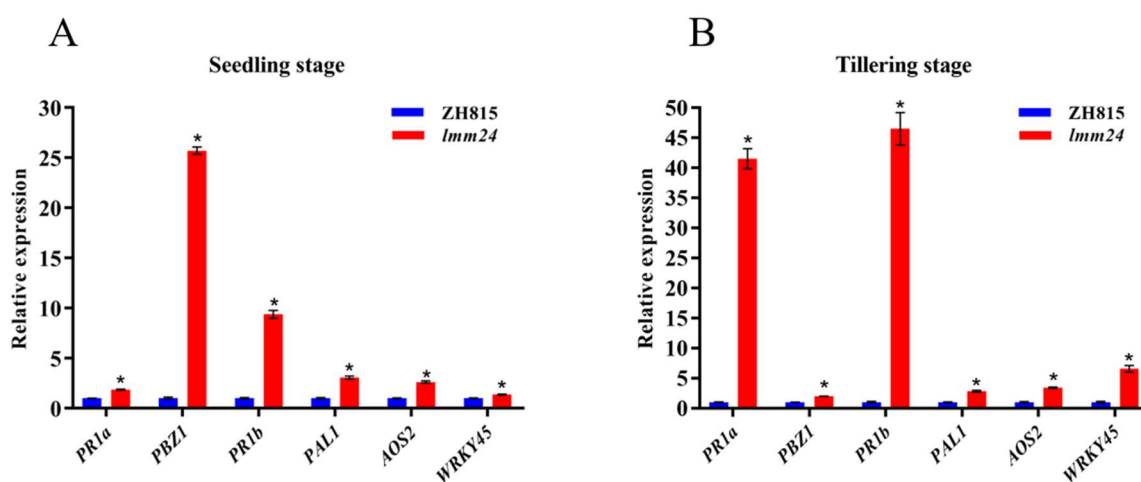 A
Seedling stage
ZH815
lmm24
Relative expression
30
25
20
15
10
5
0
*
*
*
*
*
*
PR1a
PBZ1
PR1b
PAL1
AOS2
WRKY45
B
Tillering stage
ZH815
lmm24
Relative expression
50
45
40
35
30
25
20
15
10
5
0
*
*
*
*
*
*
PR1a
PBZ1
PR1b
PAL1
AOS2
WRKY45